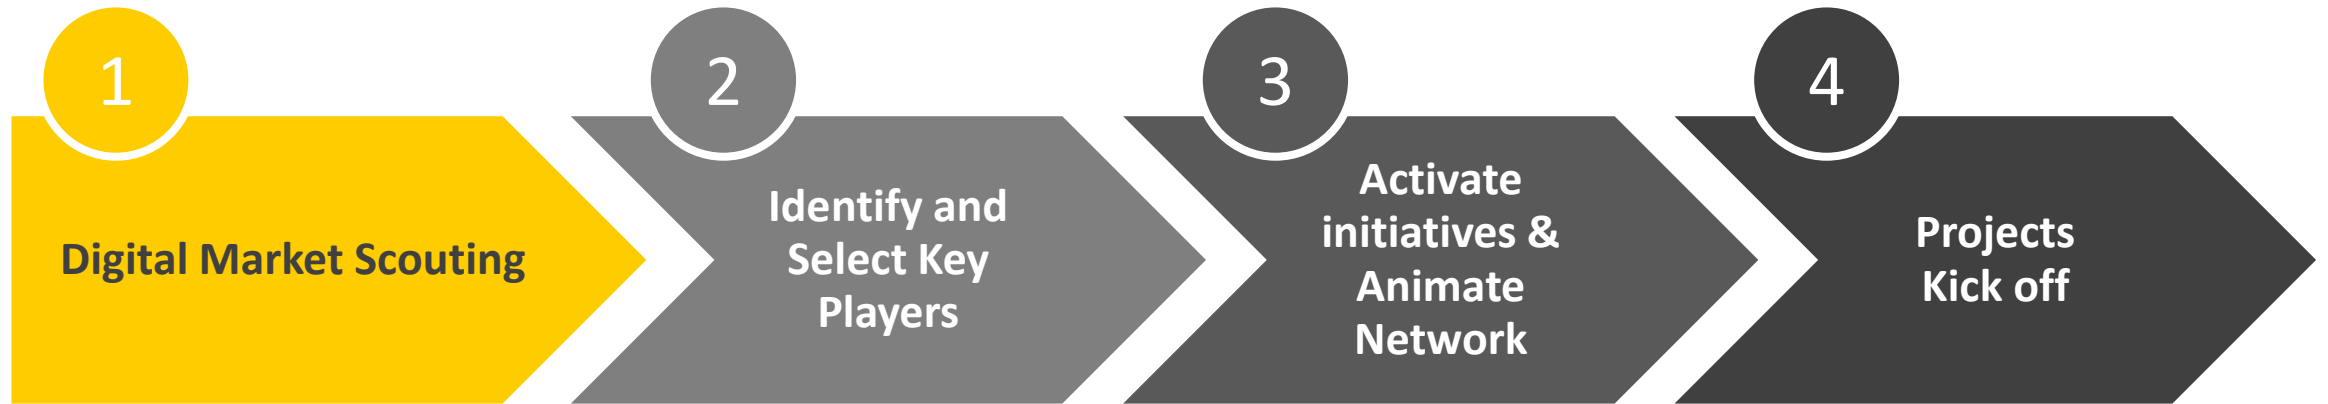 1
Digital Market Scouting
2
Identify and
Select Key
Players
3
Activate
initiatives &
Animate
Network
4
Projects
Kick off